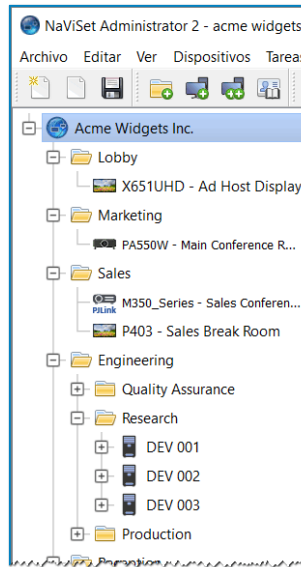 NaViSet Administrator 2 - acme widgets
Archivo Editar Ver Dispositivos Tareas
Acme Widgets Inc.
Lobby
X651UHD - Ad Host Display
Marketing
PA550W - Main Conference R...
Sales
PJLink M350_Series - Sales Conferen...
P403 - Sales Break Room
Engineering
Quality Assurance
Research
DEV 001
DEV 002
DEV 003
Production